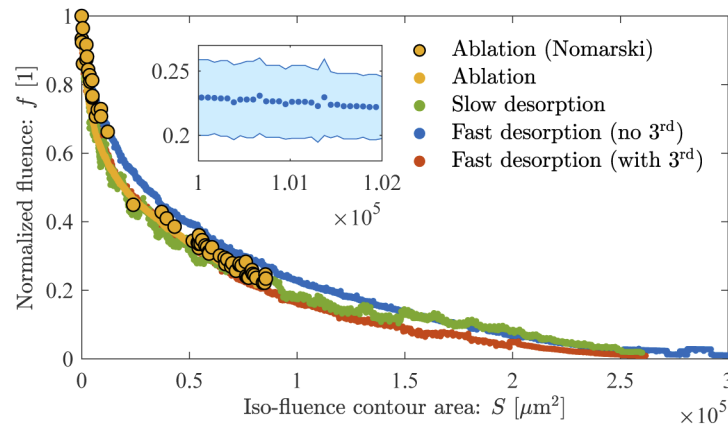 Normalized fluence: f [1]
1
0.8
0.6
0.4
0.2
0
0.25
0.2
1
1.01
1.02
×10⁵
Ablation (Nomarski)
Ablation
Slow desorption
Fast desorption (no 3rd)
Fast desorption (with 3rd)
0
0.5
1
1.5
2
2.5
3
Iso-fluence contour area: S [μm²]
×10⁵